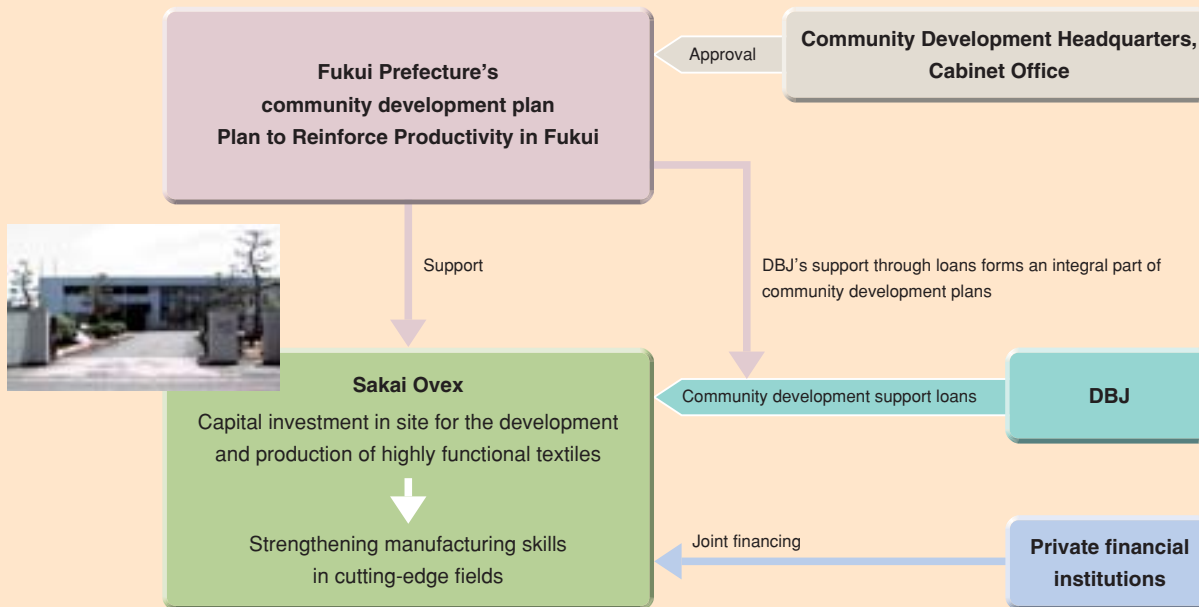 Fukui Prefecture's
community development plan
Plan to Reinforce Productivity in Fukui
Approval
Community Development Headquarters,
Cabinet Office
Support
DBJ's support through loans forms an integral part of
community development plans
Sakai Ovex
Capital investment in site for the development
and production of highly functional textiles
Strengthening manufacturing skills
in cutting-edge fields
Community development support loans
DBJ
Joint financing
Private financial
institutions